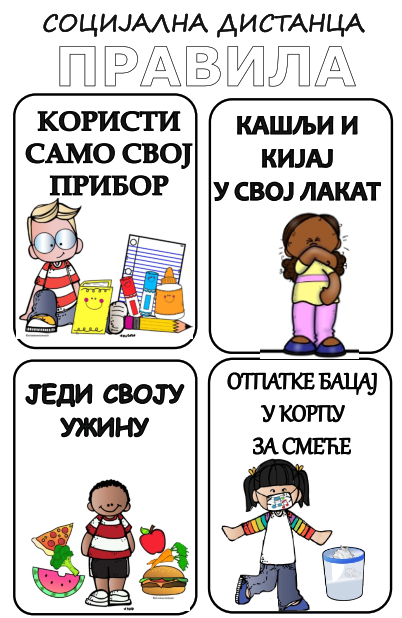 СОЦИЈАЛНА ДИСТАНЦА
ПРАВИЛА
КОРИСТИ
САМО СВОЈ
ПРИБОР
КАШЉИ И
КИЈАЈ
У СВОЈ ЛАКАТ
ЈЕДИ СВОЈУ
УЖИНУ
ОТПАТКЕ БАЦАЈ
У КОРПУ
ЗА СМЕЋЕ